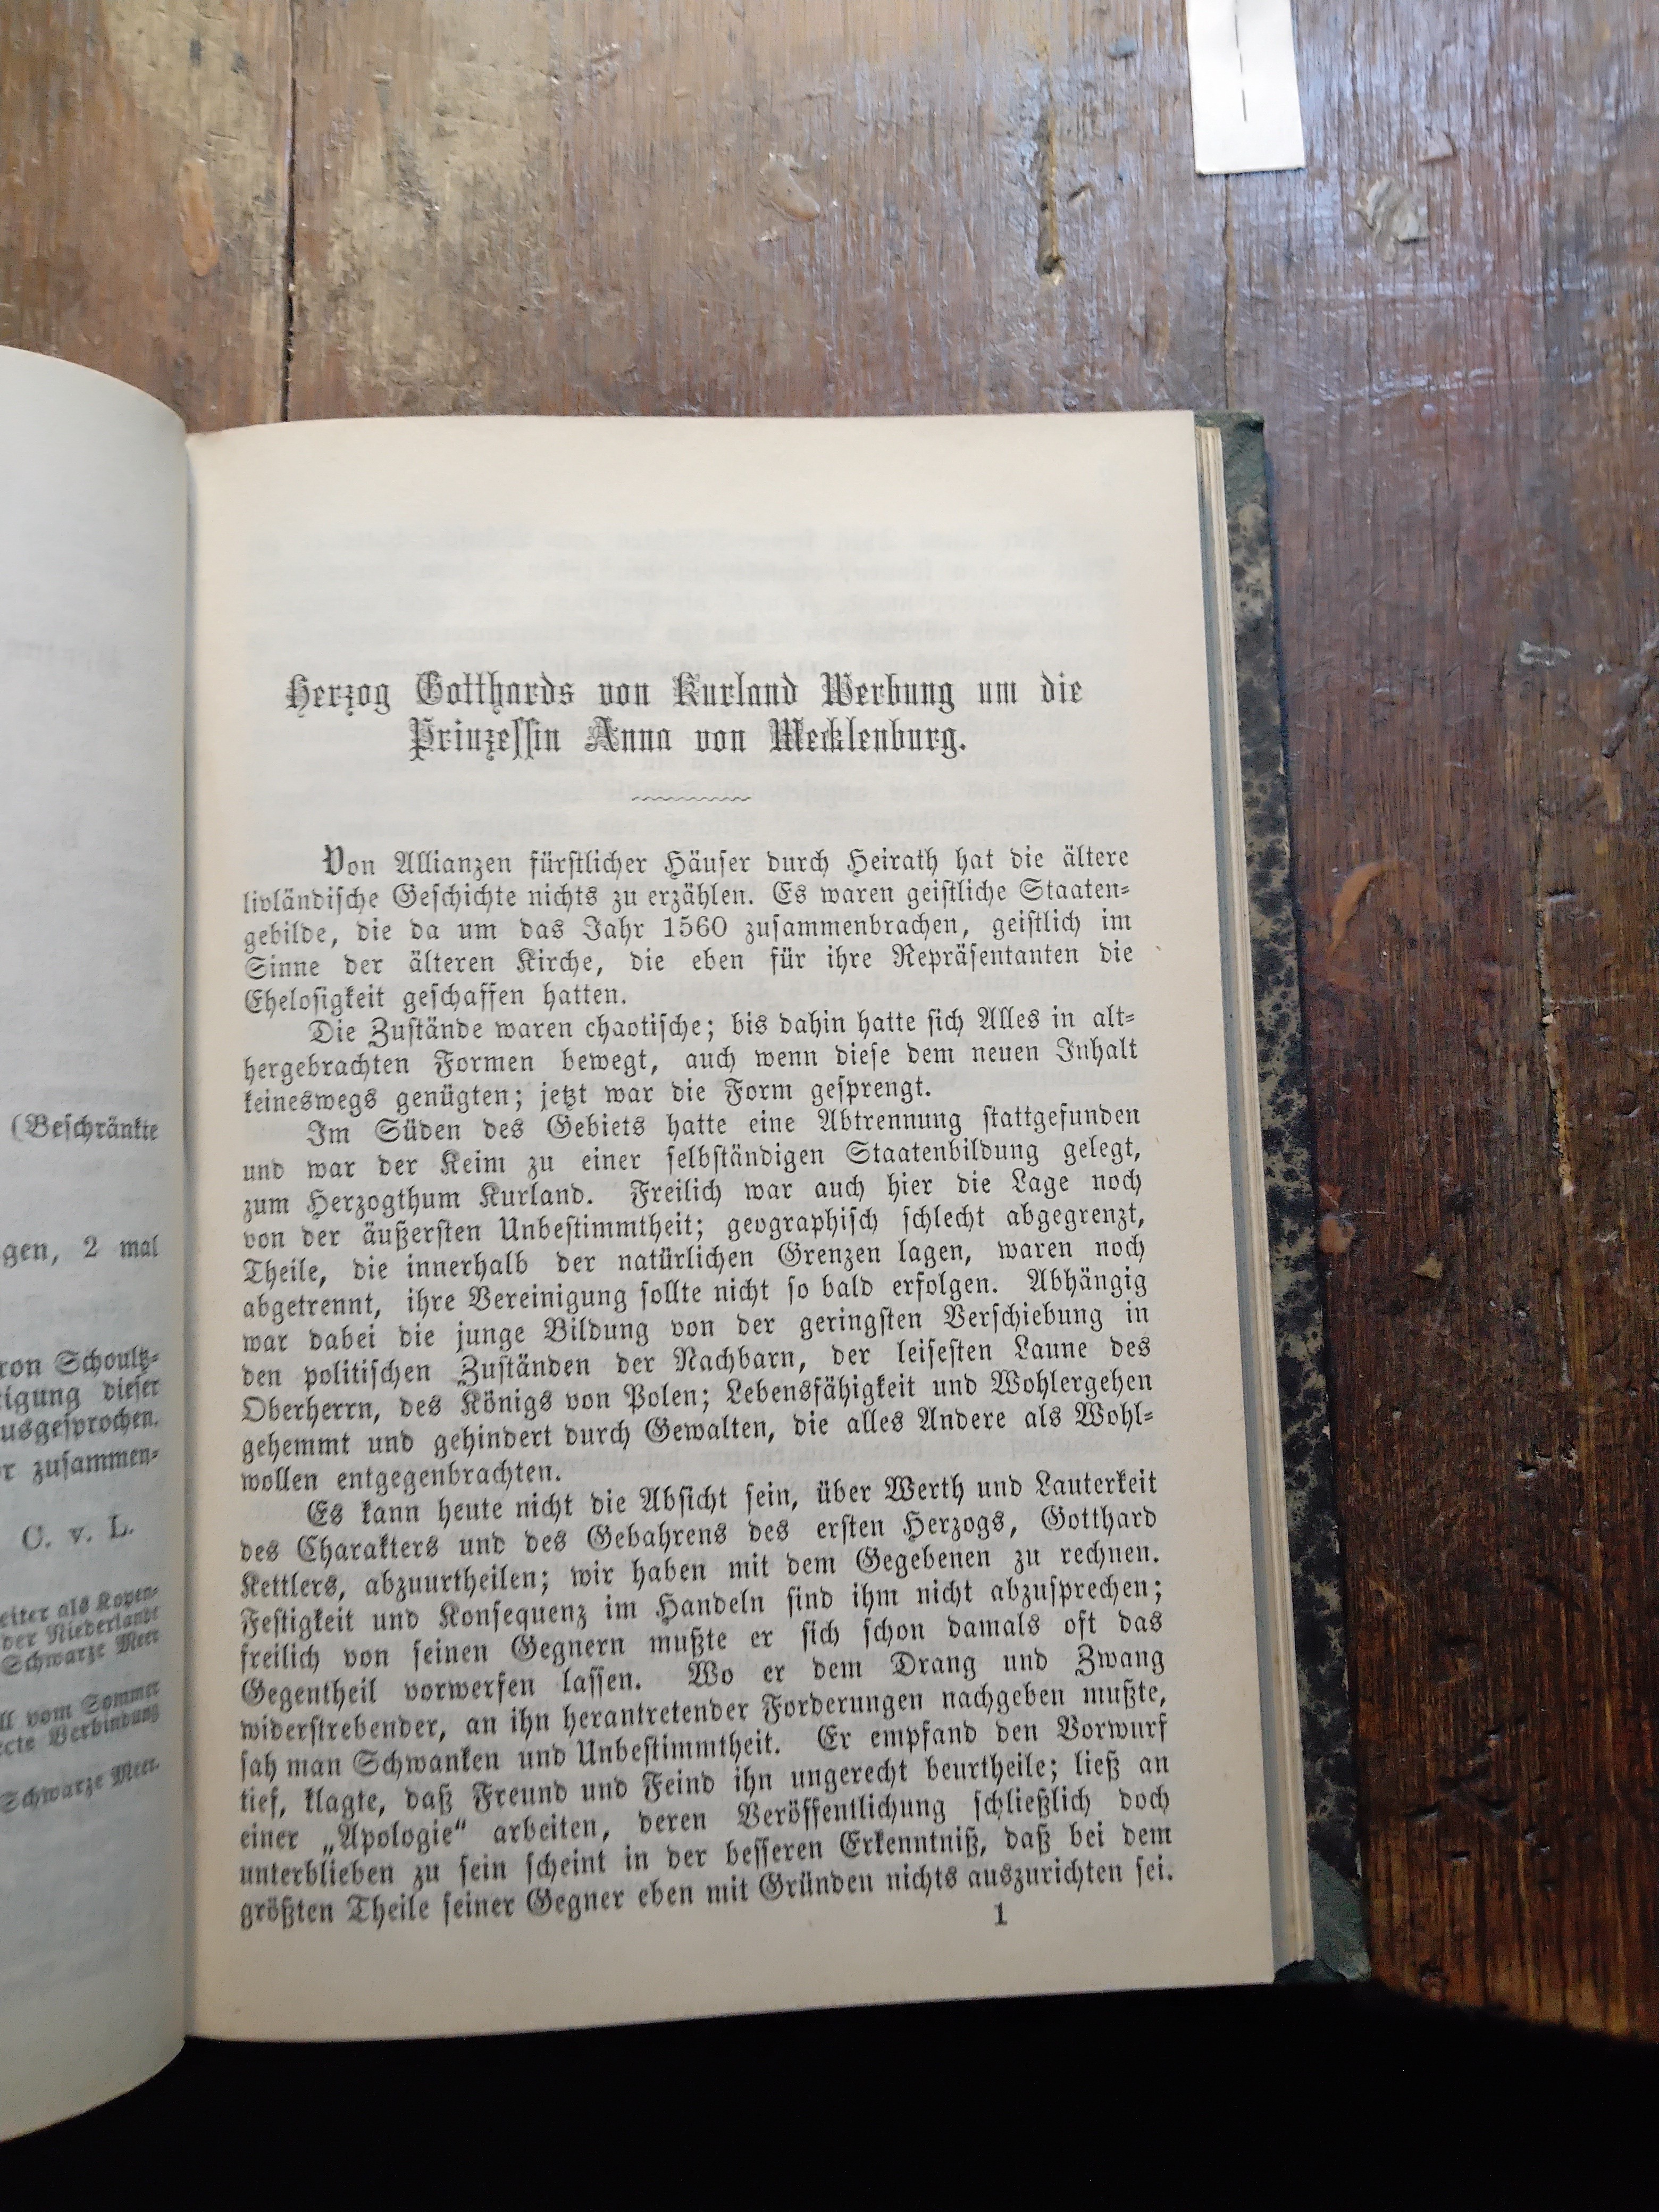 (Beschränkte
gen, 2 mal
Schoultz=
dieser
zusammen=
v. L.
als Kopen=
der Niederlande
Schwarze Meer
vom Sommer
Verbindung
Schwarze Meer.
Herzog Gotthards von Kurland Werbung um die
Prinzessin Anna von Mecklenburg.
Von Allianzen fürstlicher Häuser durch Heirath hat die ältere
livländische Geschichte nichts zu erzählen. Es waren geistliche Staaten=
gebilde, die da um das Jahr 1560 zusammenbrachen, geistlich im
Sinne der älteren Kirche, die eben für ihre Repräsentanten die
Ehelosigkeit geschaffen hatten.
Die Zustände waren chaotische; bis dahin hatte sich Alles in alt=
hergebrachten Formen bewegt, auch wenn diese dem neuen Inhalt
keineswegs genügten; jetzt war die Form gesprengt.
Im Süden des Gebiets hatte eine Abtrennung stattgefunden
und war der Keim zu einer selbständigen Staatenbildung gelegt,
zum Herzogthum Kurland. Freilich war auch hier die Lage noch
von der äußersten Unbestimmtheit; geographisch schlecht abgegrenzt,
Theile, die innerhalb der natürlichen Grenzen lagen, waren noch
abgetrennt, ihre Vereinigung sollte nicht so bald erfolgen. Abhängig
war dabei die junge Bildung von der geringsten Verschiebung in
den politischen Zuständen der Nachbarn, der leisesten Laune des
Oberherrn, des Königs von Polen; Lebensfähigkeit und Wohlergehen
gehemmt und gehindert durch Gewalten, die alles Andere als Wohl=
wollen entgegenbrachten.
Es kann heute nicht die Absicht sein, über Werth und Lauterkeit
des Charakters und des Gebahrens des ersten Herzogs, Gotthard
Kettlers, abzuurtheilen; wir haben mit dem Gegebenen zu rechnen.
Festigkeit und Konsequenz im Handeln sind ihm nicht abzusprechen;
freilich von seinen Gegnern mußte er sich schon damals oft das
Gegentheil vorwerfen lassen. Wo er dem Drang und Zwang
widerstrebender, an ihn herantretender Forderungen nachgeben mußte,
sah man Schwanken und Unbestimmtheit. Er empfand den Vorwurf
tief, klagte, daß Freund und Feind ihn ungerecht beurtheile; ließ an
einer „Apologie“ arbeiten, deren Veröffentlichung schließlich doch
unterblieben zu sein scheint in der besseren Erkenntniß, daß bei dem
größten Theile seiner Gegner eben mit Gründen nichts auszurichten sei.
1